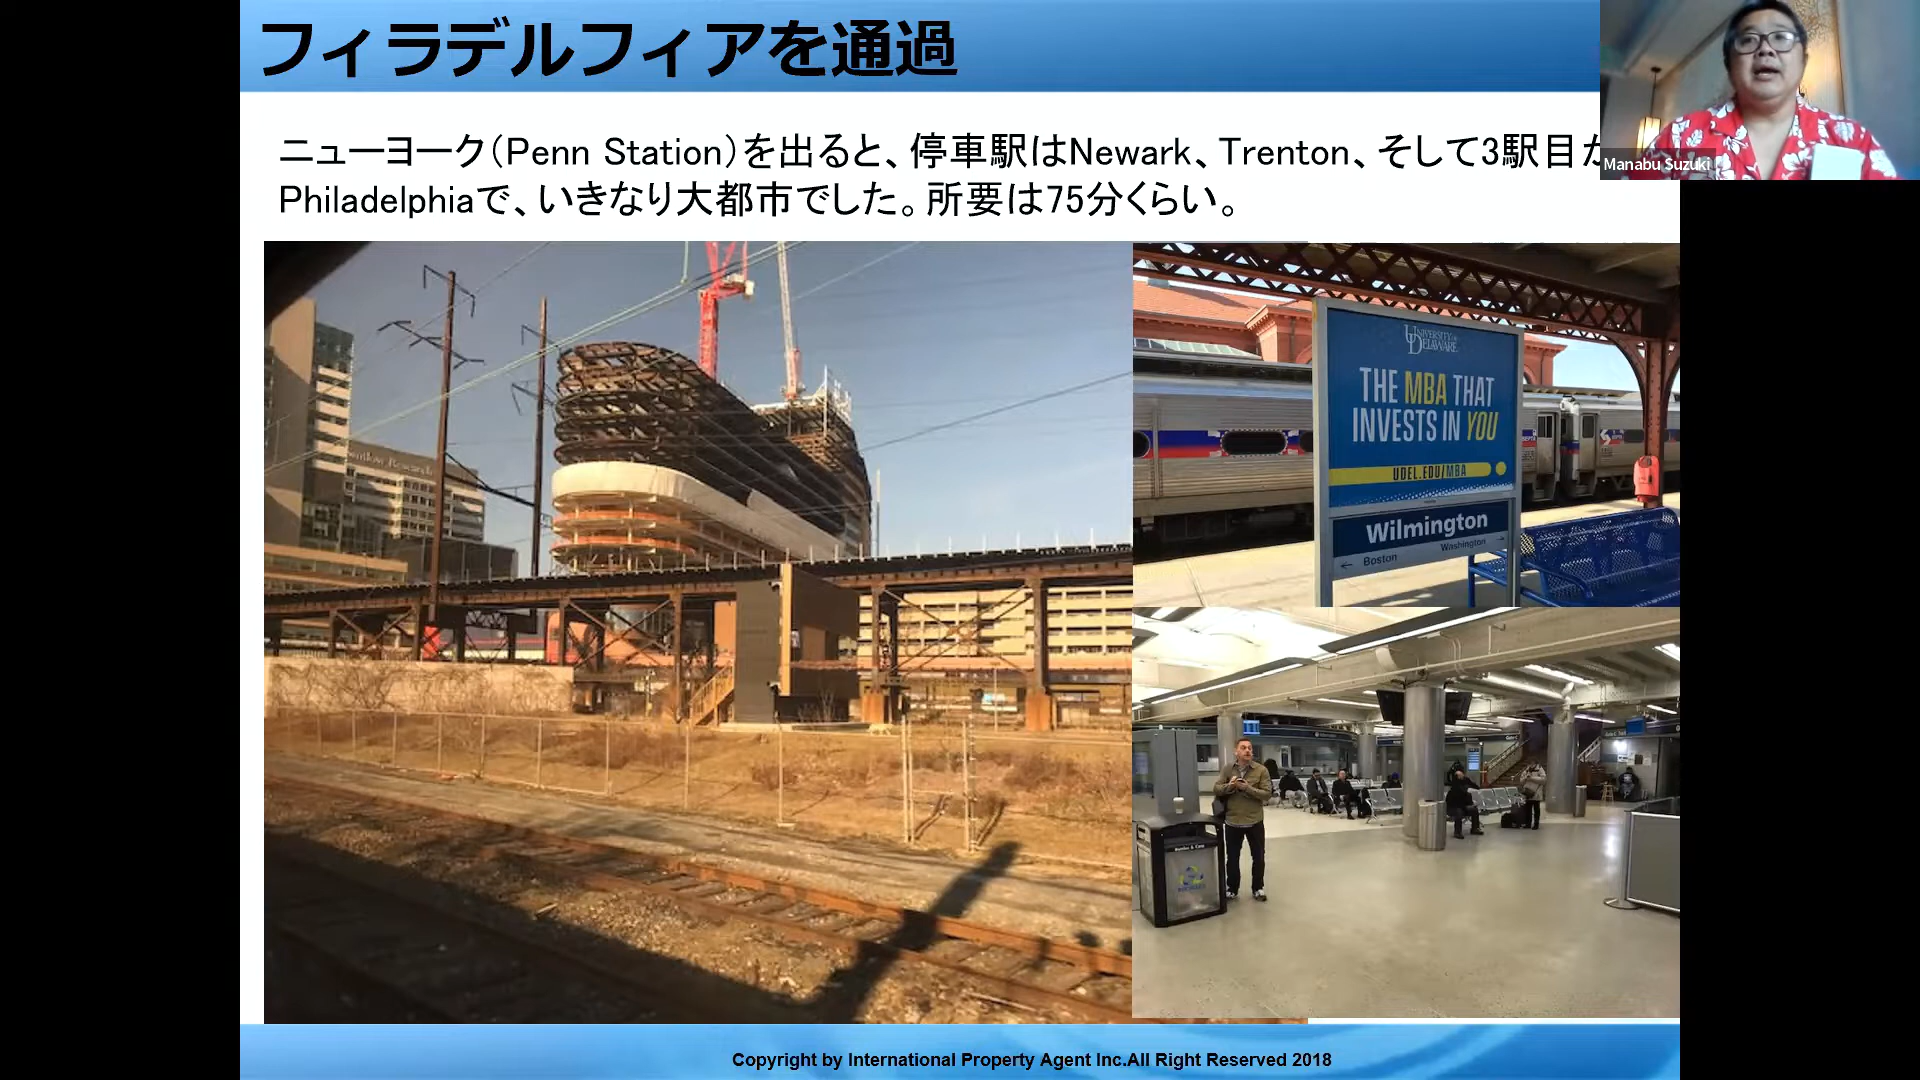 フィラデルフィアを通過
ニューヨーク（Penn Station）を出ると、停車駅はNewark、Trenton、そして3駅目が
Philadelphiaで、いきなり大都市でした。所要は75分くらい。
Manabu Suzuki
UNIVERSITY OF
DELAWARE
THE MBA THAT
INVESTS IN YOU
UDEL.EDU/MBA
Wilmington
Washington →
← Boston
Copyright by International Property Agent Inc.All Right Reserved 2018